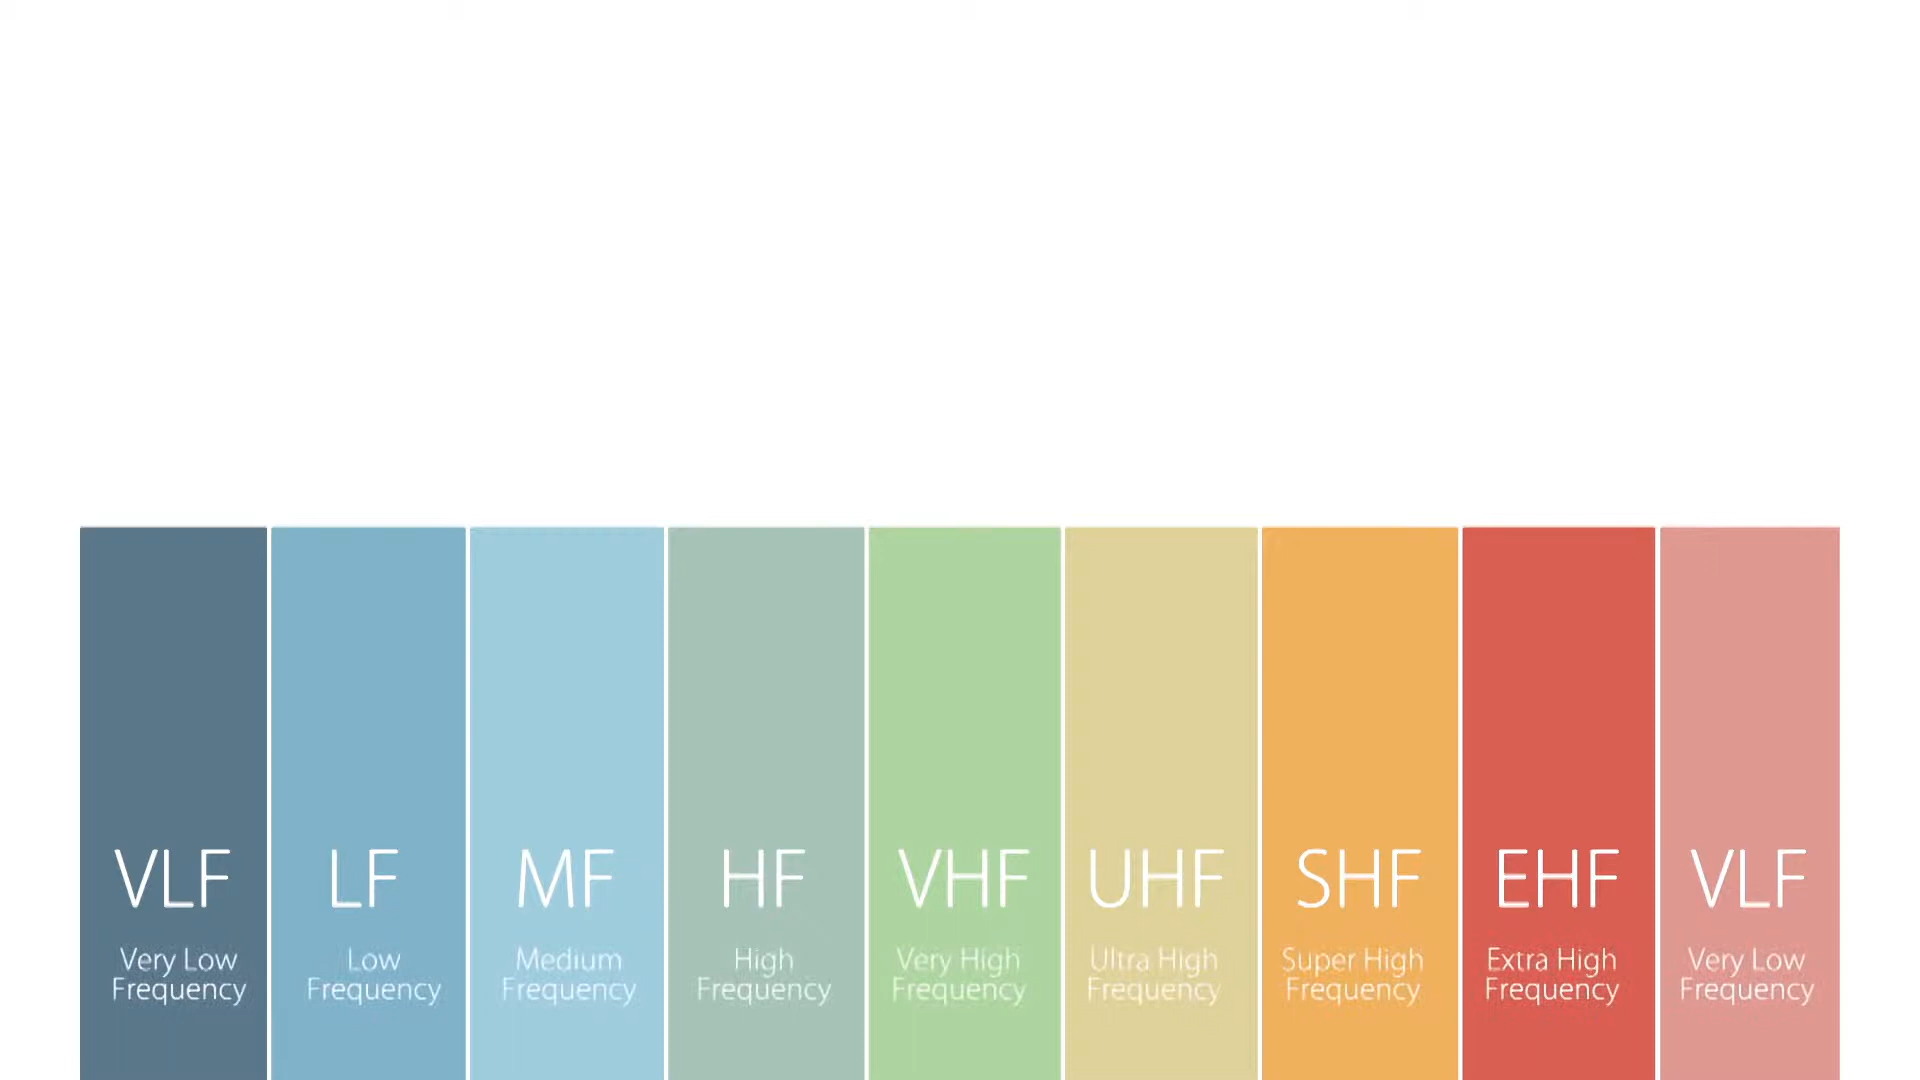 VLF
Very Low
Frequency
LF
Low
Frequency
MF
Medium
Frequency
HF
High
Frequency
VHF
Very High
Frequency
UHF
Ultra High
Frequency
SHF
Super High
Frequency
EHF
Extra High
Frequency
VLF
Very Low
Frequency